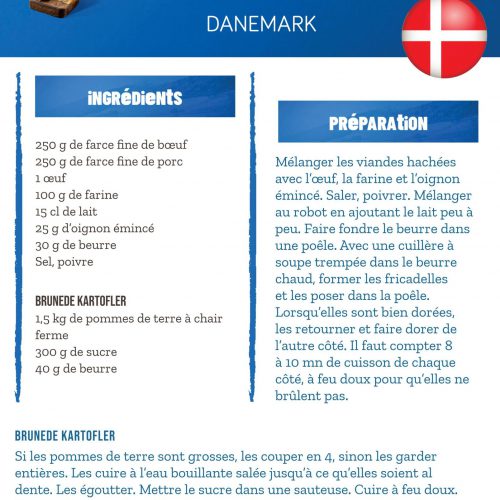 DANEMARK
INGRÉDIENTS
250 g de farce fine de bœuf
250 g de farce fine de porc
1 œuf
100 g de farine
15 cl de lait
25 g d'oignon émincé
30 g de beurre
Sel, poivre
BRUNEDE KARTOFLER
1,5 kg de pommes de terre à chair
ferme
300 g de sucre
40 g de beurre
PRÉPARATION
Mélanger les viandes hachées
avec l'œuf, la farine et l'oignon
émincé. Saler, poivrer. Mélanger
au robot en ajoutant le lait peu à
peu. Faire fondre le beurre dans
une poêle. Avec une cuillère à
soupe trempée dans le beurre
chaud, former les fricadelles
et les poser dans la poêle.
Lorsqu'elles sont bien dorées,
les retourner et faire dorer de
l'autre côté. Il faut compter 8
à 10 mn de cuisson de chaque
côté, à feu doux pour qu'elles ne
brûlent pas.
BRUNEDE KARTOFLER
Si les pommes de terre sont grosses, les couper en 4, sinon les garder
entières. Les cuire à l'eau bouillante salée jusqu'à ce qu'elles soient al
dente. Les égoutter. Mettre le sucre dans une sauteuse. Cuire à feu doux.